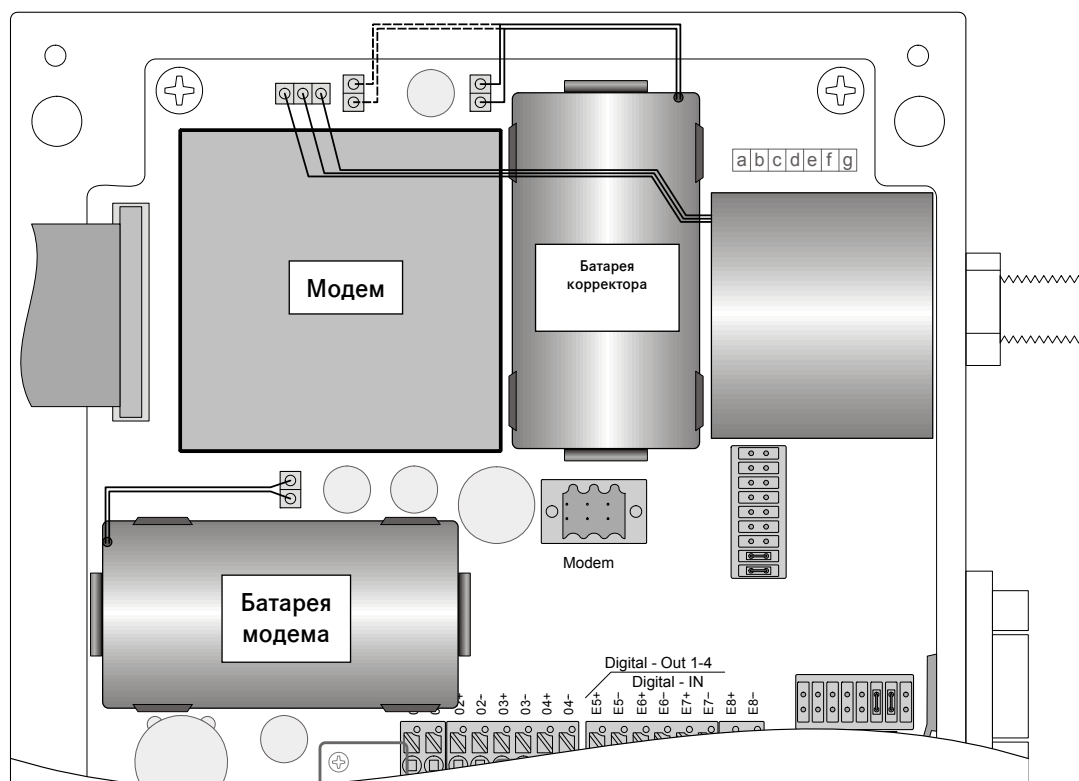 a b c d e f g
Модем
Батарея
корректора
Modem
Батарея
модема
Digital - Out 1-4
Digital - IN
02+ 02- 03+ 03- 04+ 04- E5+ E5- E6+ E6- E7+ E7- E8+ E8-